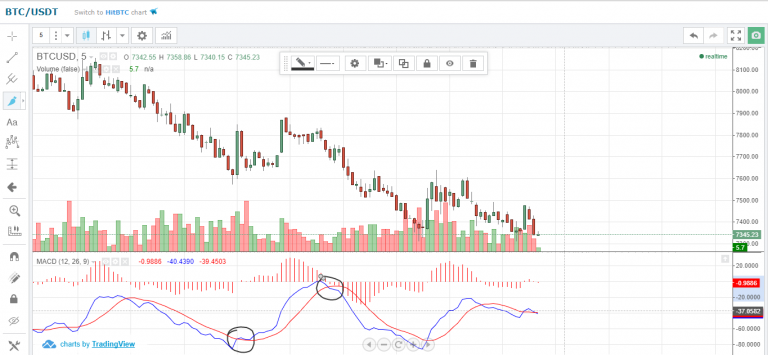 BTC/USDT Switch to HitBTC chart
5
BTCUSD, 5 O 7342.55 H 7358.86 L 7340.15 C 7345.23
Volume (false) 5.7 n/a
realtime
Aa
8100.00
8000.00
7900.00
7800.00
7700.00
7600.00
7500.00
7400.00
7345.23
5.7
MACD (12, 26, 9) -0.9886 -40.4390 -39.4503
20.0000
-0.9886
-20.0000
-37.0582
-60.0000
-80.0000
charts by TradingView